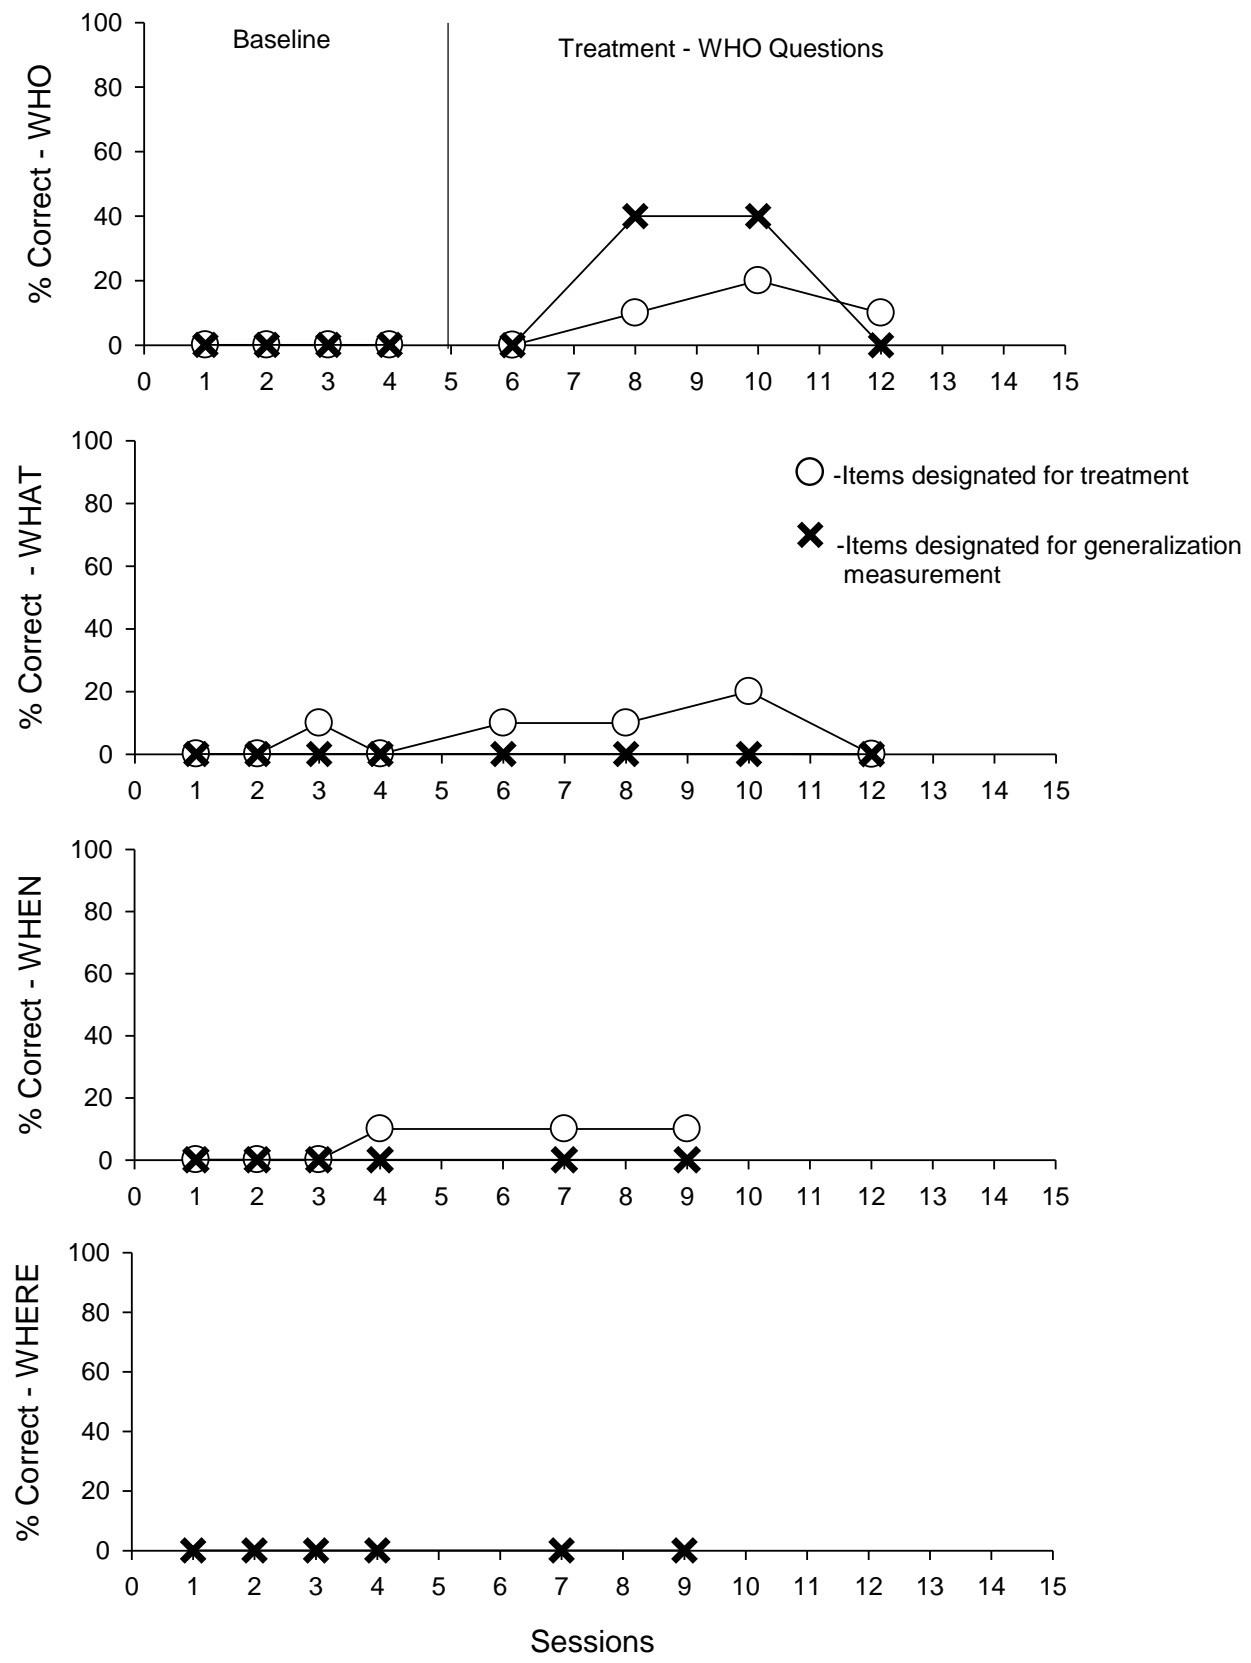 100
Baseline
Treatment - WHO Questions
80
60
40
20
0
% Correct - WHO
0 1 2 3 4 5 6 7 8 9 10 11 12 13 14 15
100
-Items designated for treatment
80
-Items designated for generalization
measurement
60
40
20
0
% Correct - WHAT
0 1 2 3 4 5 6 7 8 9 10 11 12 13 14 15
100
80
60
40
20
0
% Correct - WHEN
0 1 2 3 4 5 6 7 8 9 10 11 12 13 14 15
100
80
60
40
20
0
% Correct - WHERE
0 1 2 3 4 5 6 7 8 9 10 11 12 13 14 15
Sessions